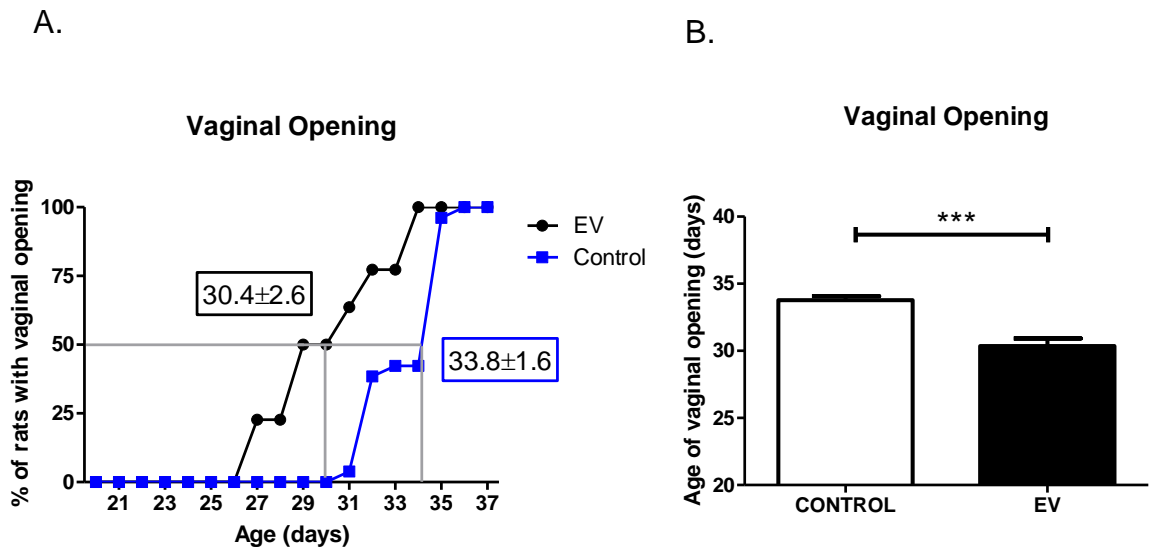 A.
Vaginal Opening
% of rats with vaginal opening
100
75
50
25
0
21 23 25 27 29 31 33 35 37
Age (days)
30.4±2.6
33.8±1.6
EV
Control
B.
Vaginal Opening
Age of vaginal opening (days)
40
35
30
25
20
***
CONTROL EV